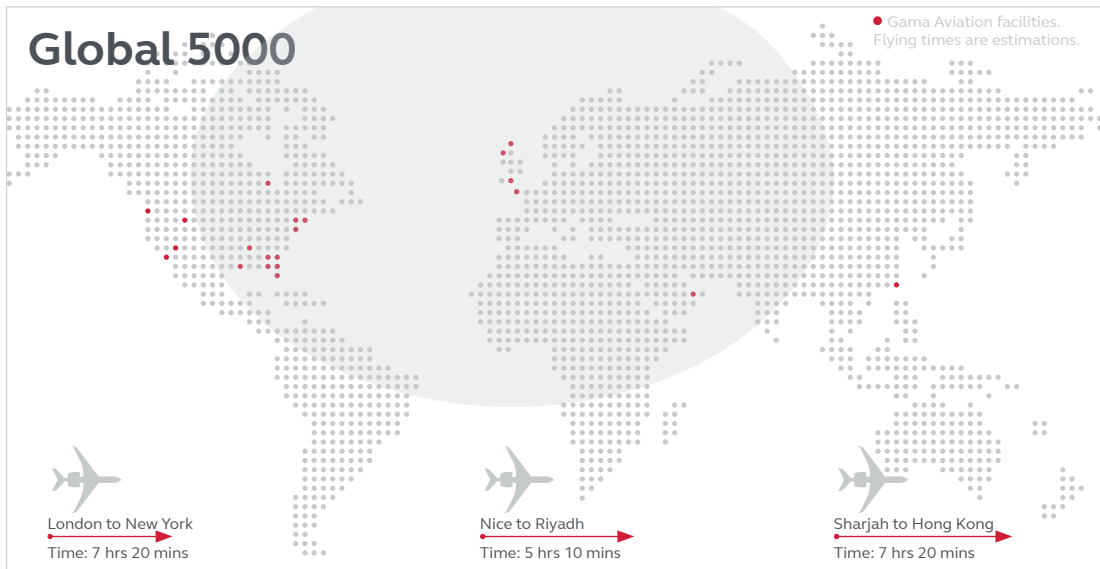 Global 5000
Gama Aviation facilities.
Flying times are estimations.
London to New York
Time: 7 hrs 20 mins
Nice to Riyadh
Time: 5 hrs 10 mins
Sharjah to Hong Kong
Time: 7 hrs 20 mins